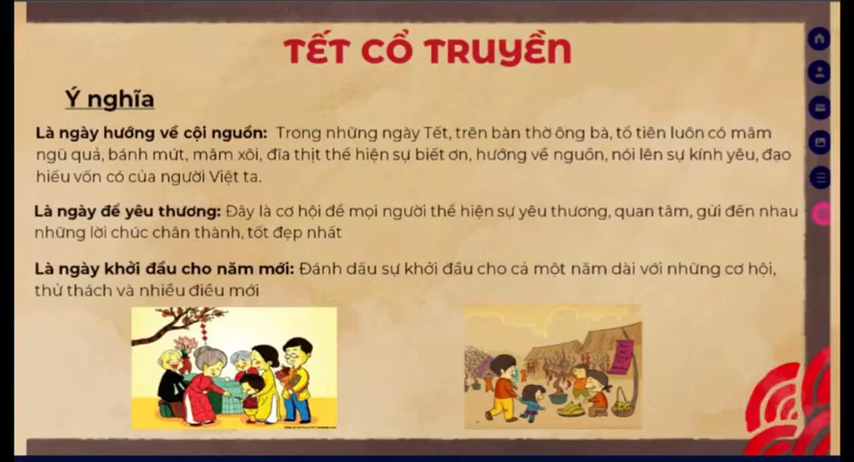 TẾT CỔ TRUYỀN
Ý nghĩa
Là ngày hướng về cội nguồn: Trong những ngày Tết, trên bàn thờ ông bà, tổ tiên luôn có mâm
ngũ quả, bánh mứt, mâm xôi, đĩa thịt thể hiện sự biết ơn, hướng về nguồn, nói lên sự kính yêu, đạo
hiếu vốn có của người Việt ta.
Là ngày để yêu thương: Đây là cơ hội để mọi người thể hiện sự yêu thương, quan tâm, gửi đến nhau
những lời chúc chân thành, tốt đẹp nhất
Là ngày khởi đầu cho năm mới: Đánh dấu sự khởi đầu cho cả một năm dài với những cơ hội,
thử thách và nhiều điều mới